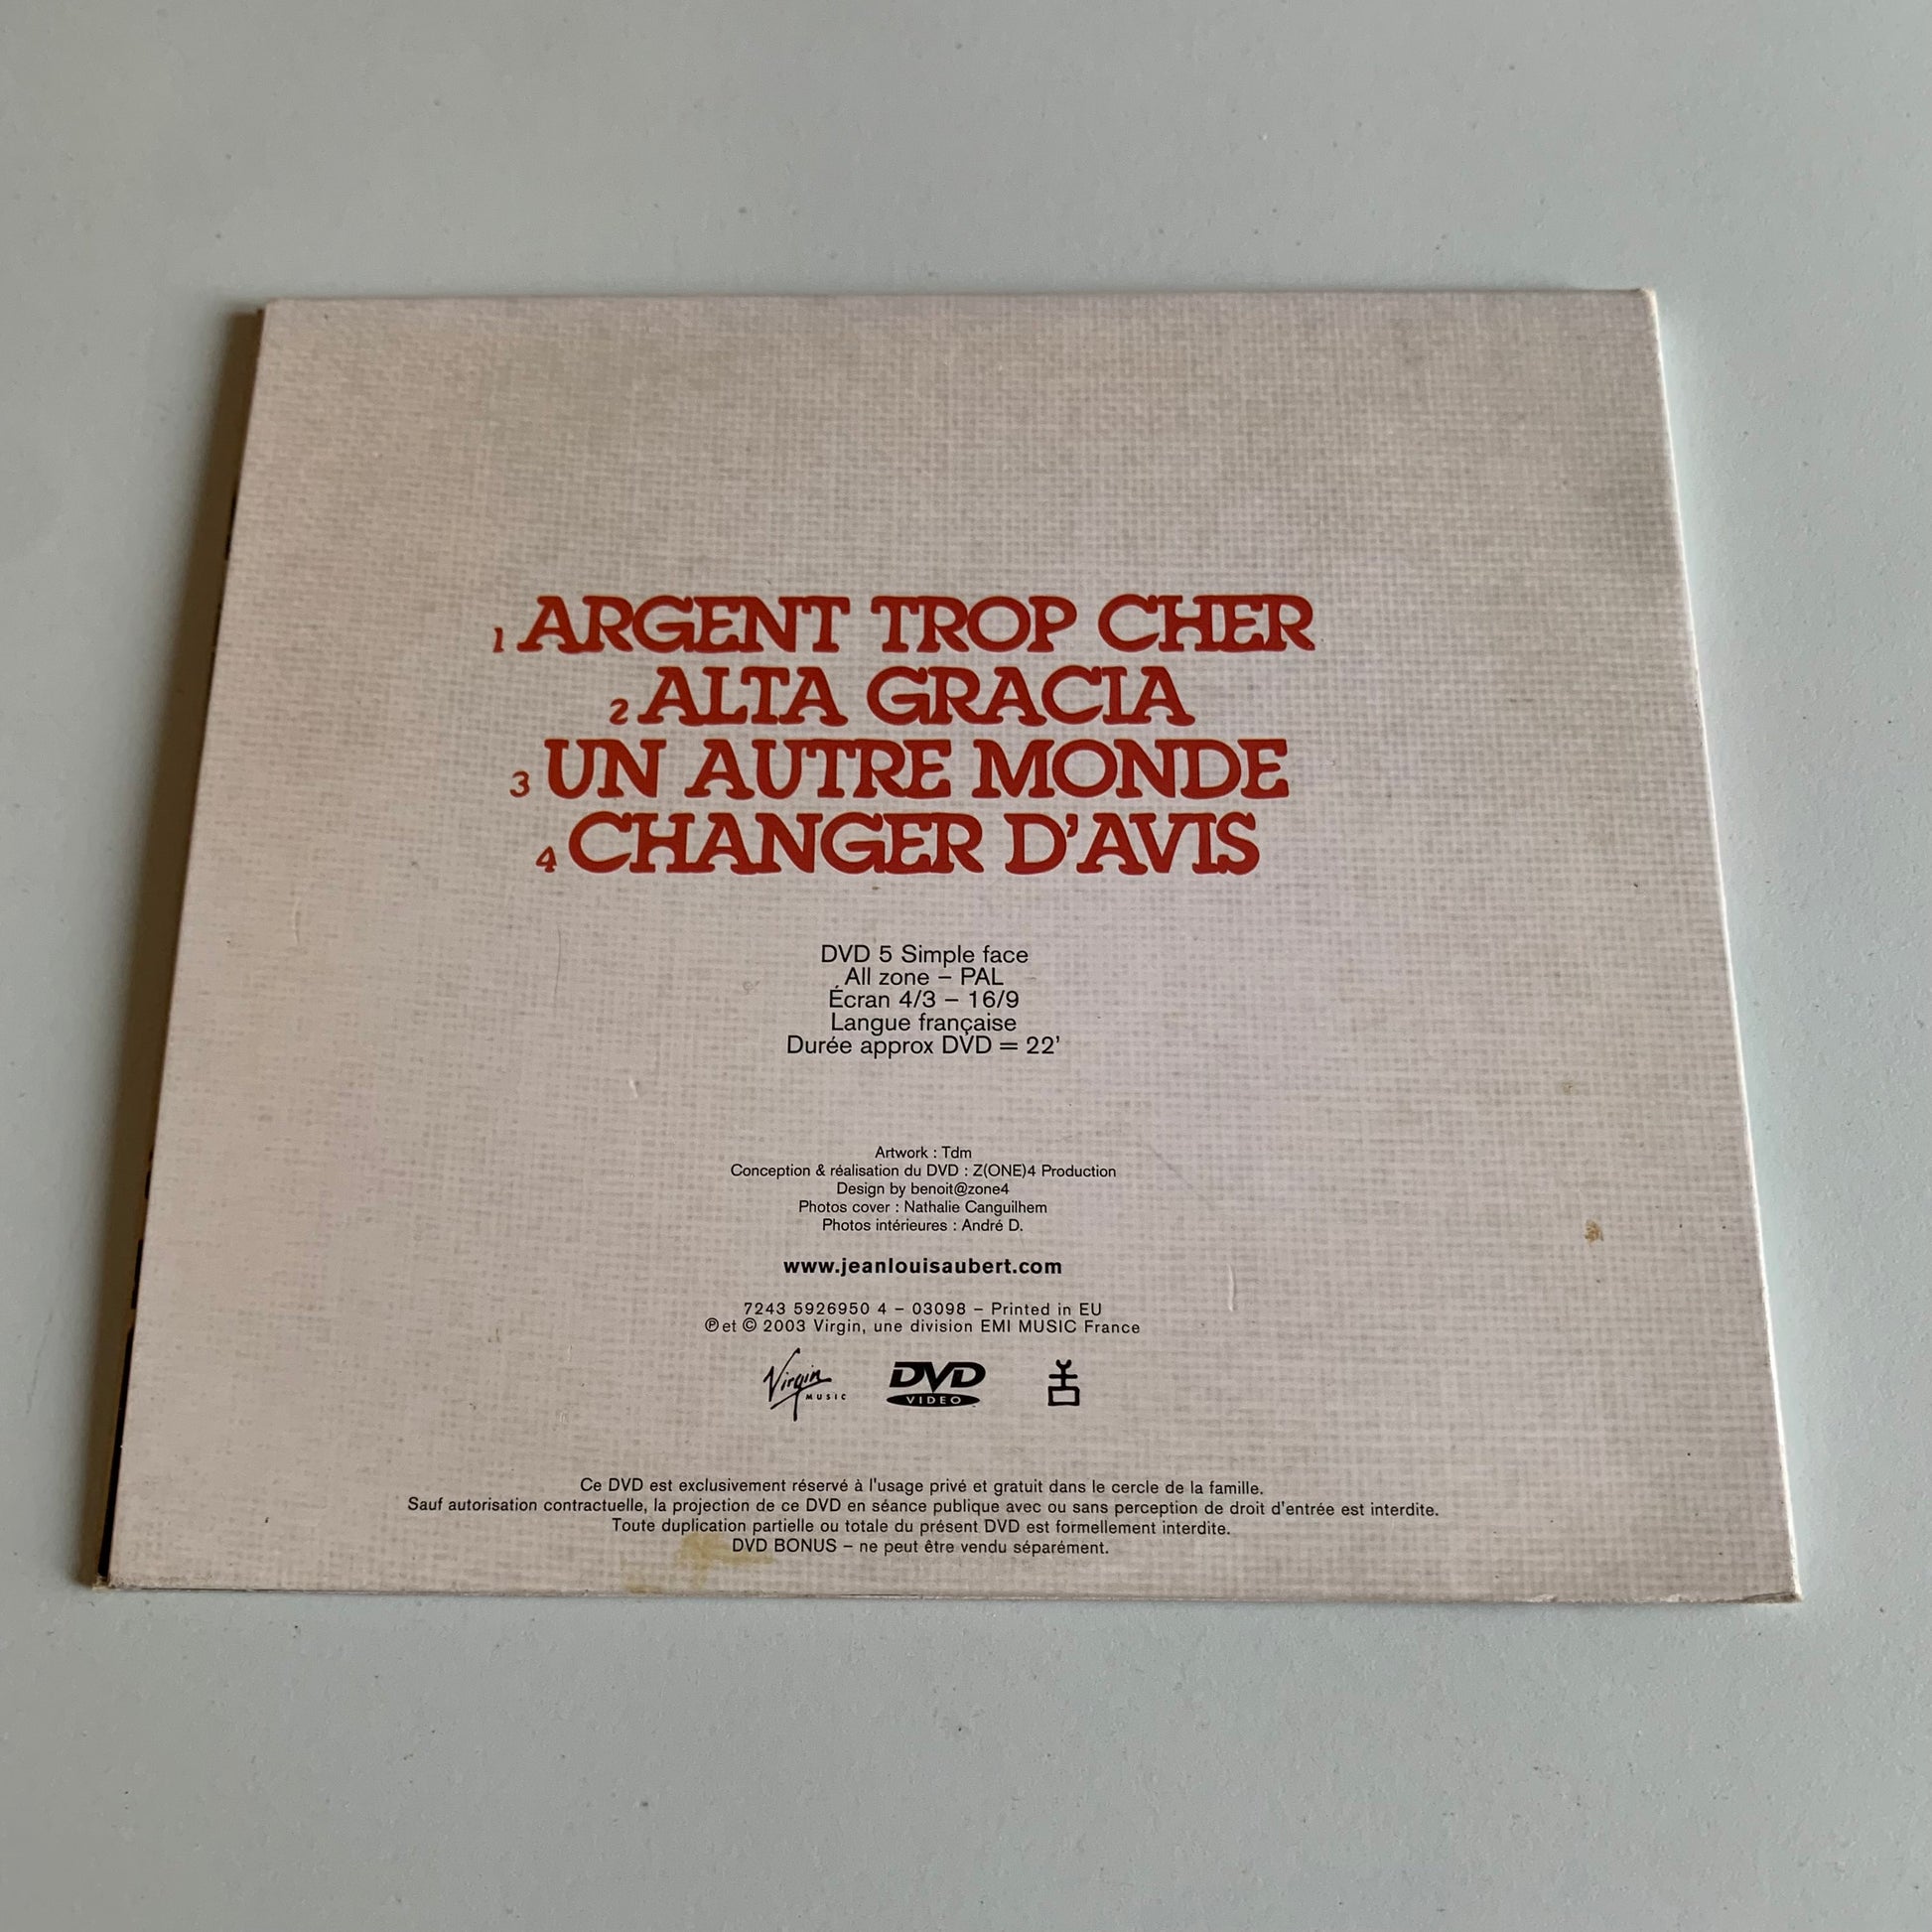 1 ARGENT TROP CHER
2 ALTA GRACIA
3 UN AUTRE MONDE
4 CHANGER D'AVIS
DVD 5 Simple face
All zone – PAL
Écran 4/3 – 16/9
Langue française
Durée approx DVD = 22'
Artwork : Tdm
Conception & réalisation du DVD : Z(ONE)4 Production
Design by benoit@zone4
Photos cover : Nathalie Canguilhem
Photos intérieures : André D.
www.jeanlouisaubert.com
7243 5926950 4 – 03098 – Printed in EU
℗ et © 2003 Virgin, une division EMI MUSIC France
Virgin MUSIC
DVD VIDEO
Ce DVD est exclusivement réservé à l'usage privé et gratuit dans le cercle de la famille.
Sauf autorisation contractuelle, la projection de ce DVD en séance publique avec ou sans perception de droit d'entrée est interdite.
Toute duplication partielle ou totale du présent DVD est formellement interdite.
DVD BONUS – ne peut être vendu séparément.